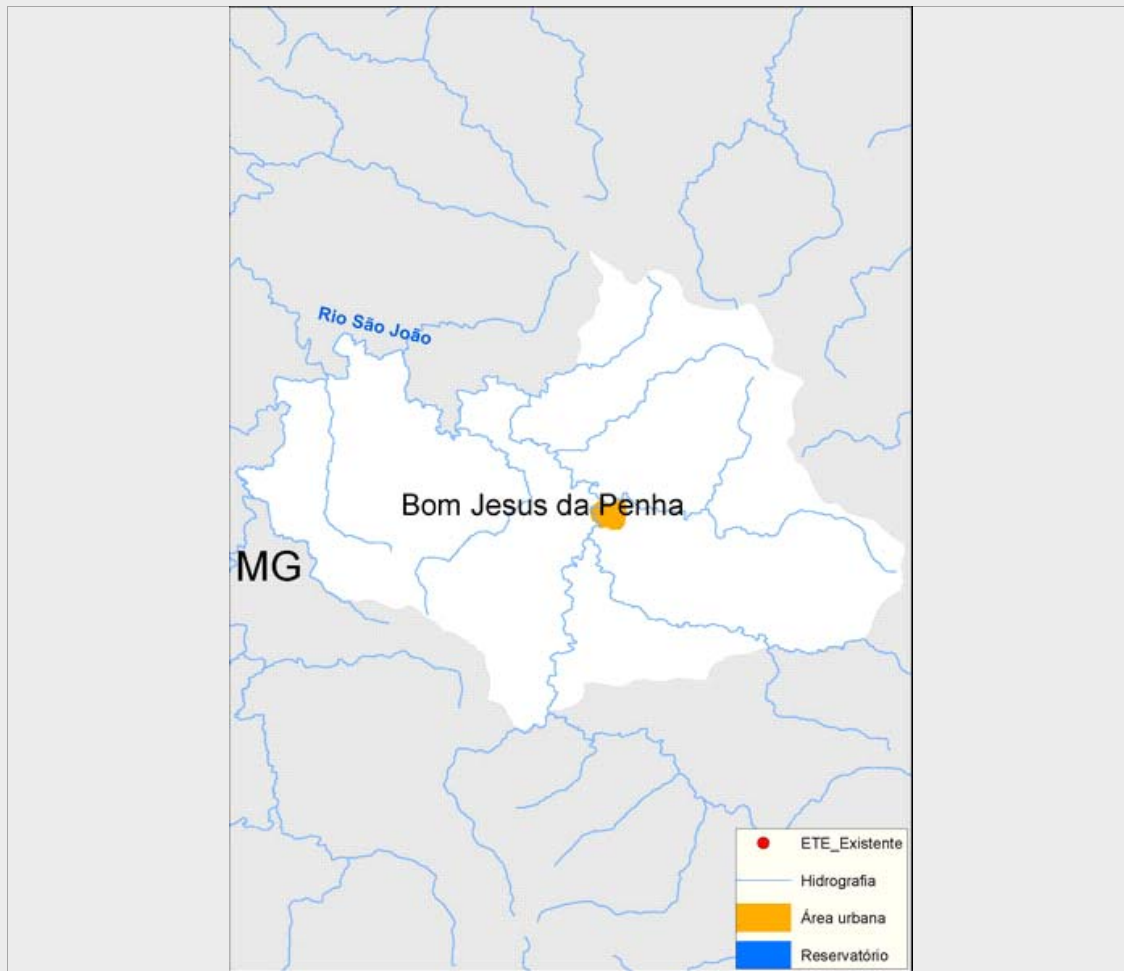 Rio São João
Bom Jesus da Penha
MG
ETE_Existente
Hidrografia
Área urbana
Reservatório